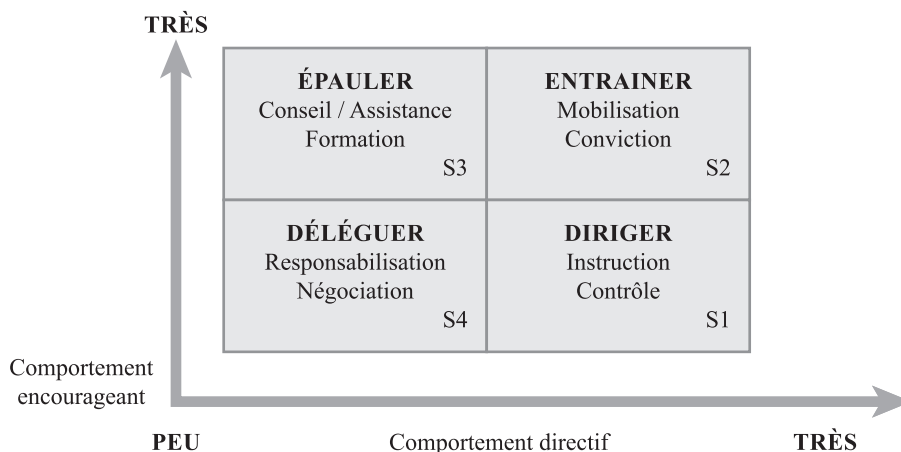 TRÈS
ÉPAULER
Conseil / Assistance
Formation
S3
ENTRAINER
Mobilisation
Conviction
S2
DÉLÉGUER
Responsabilisation
Négociation
S4
DIRIGER
Instruction
Contrôle
S1
Comportement
encourageant
PEU
Comportement directif
TRÈS